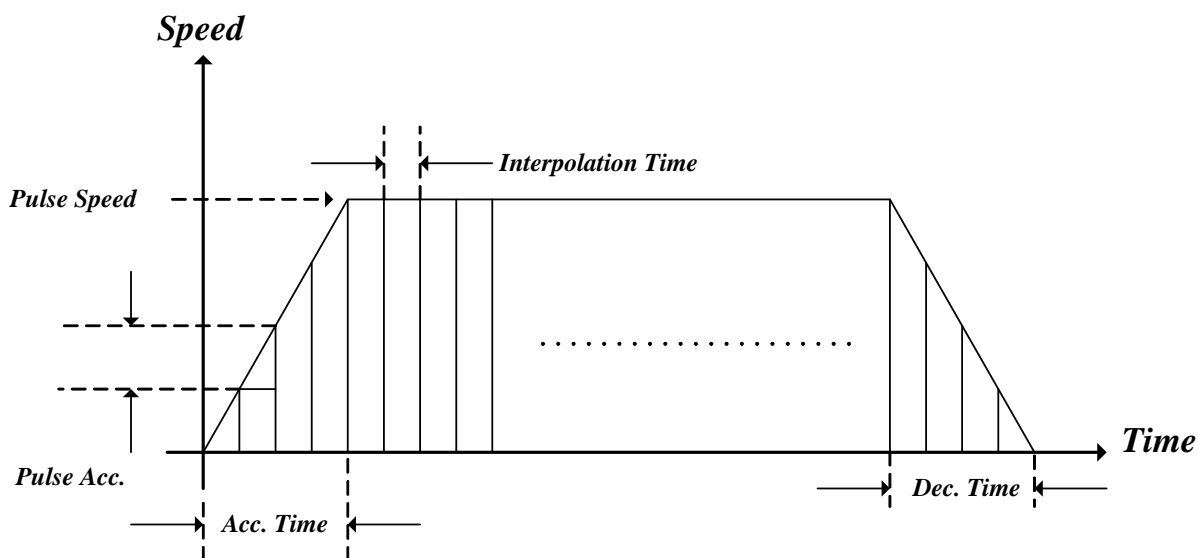 Speed
Interpolation Time
Pulse Speed
Time
Pulse Acc.
Dec. Time
Acc. Time